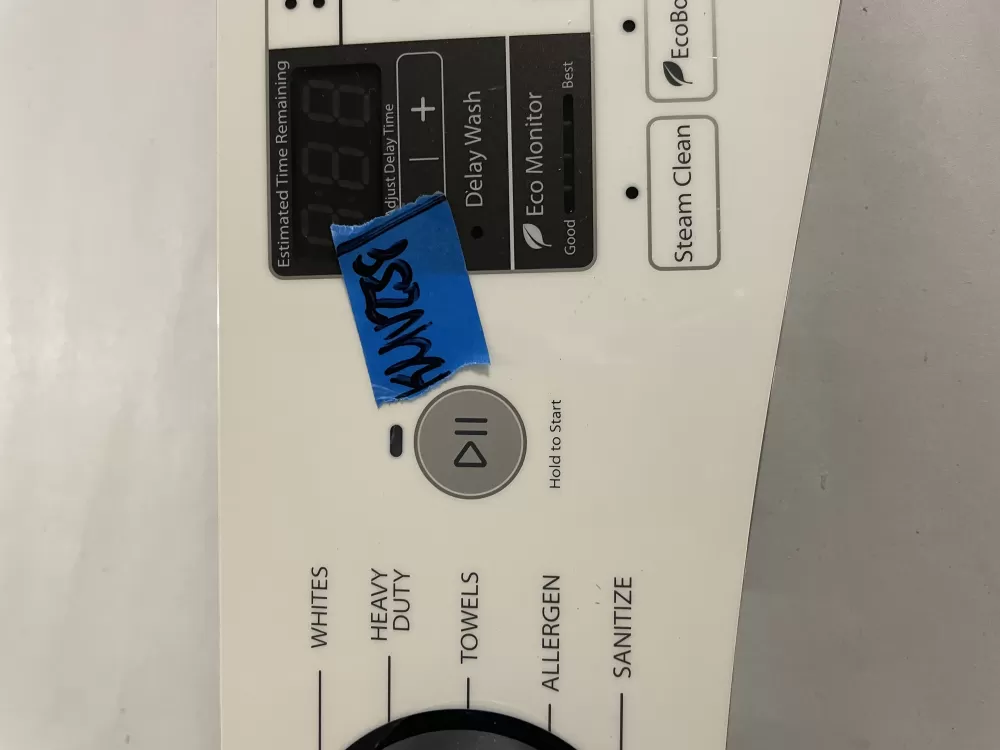 Estimated Time Remaining
Adjust Delay Time
— +
Delay Wash
Eco Monitor
Good
Best
EcoBo
Steam Clean
Hold to Start
WHITES
HEAVY
DUTY
TOWELS
ALLERGEN
SANITIZE